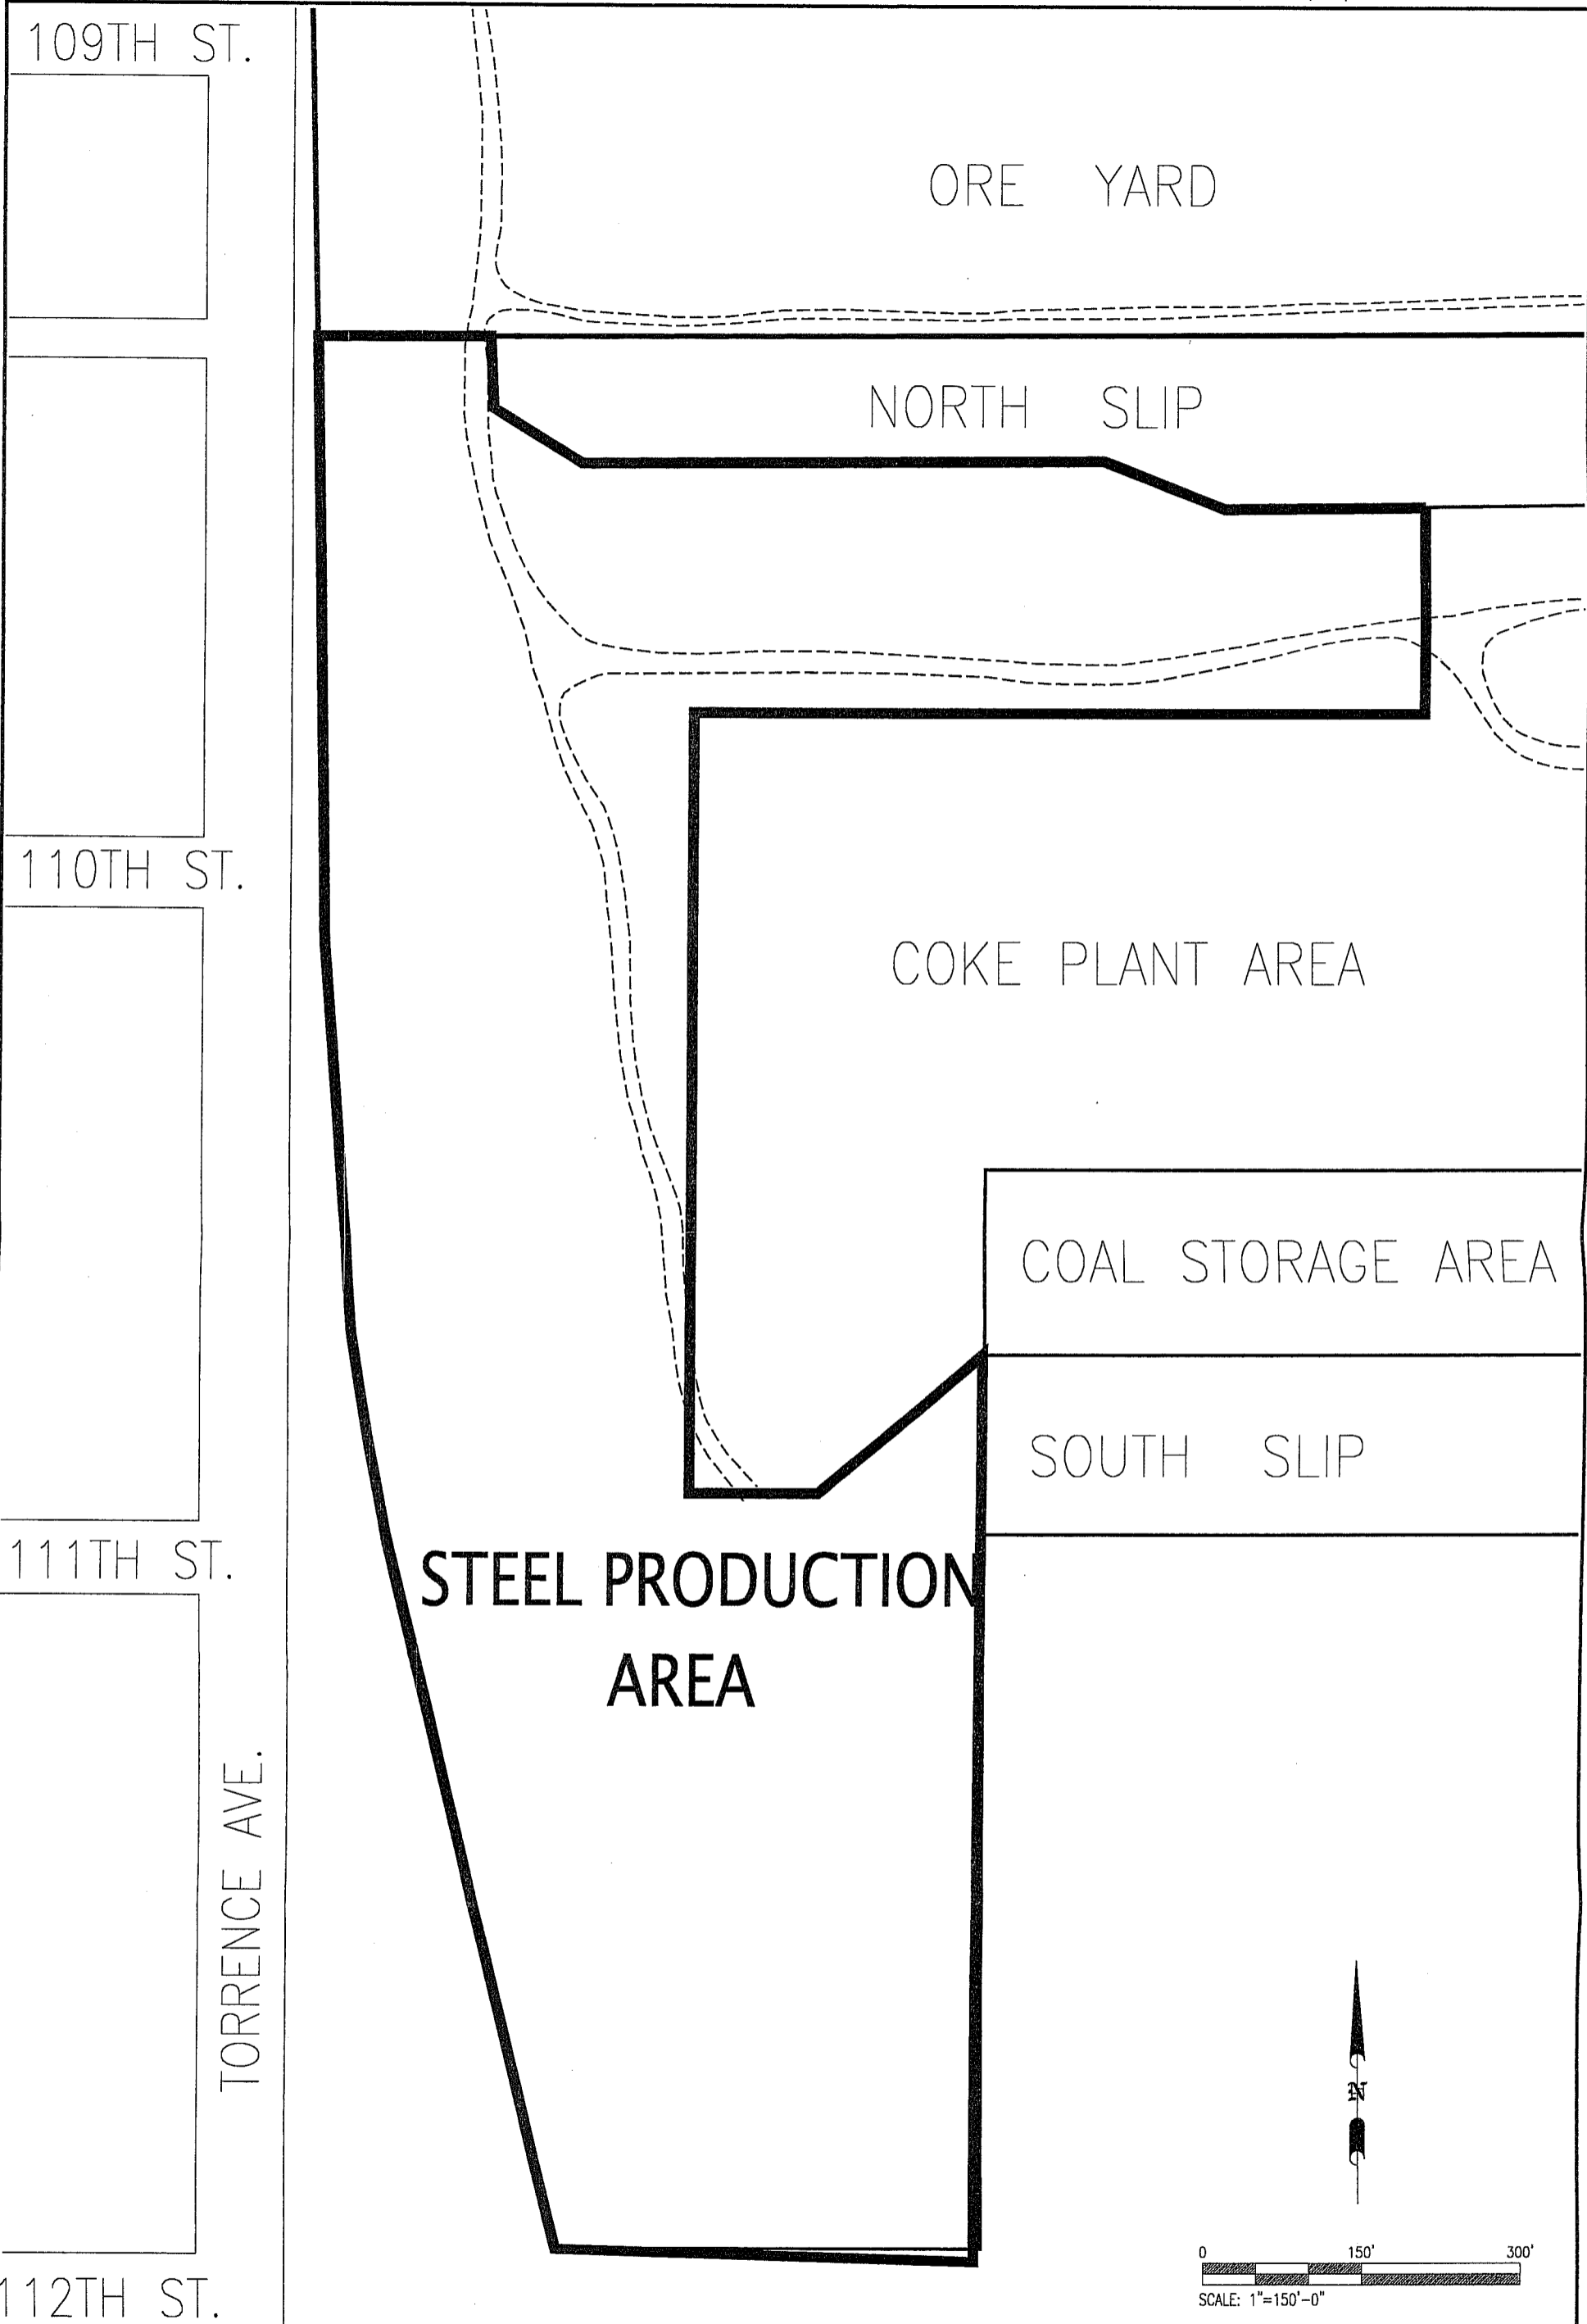 109TH ST.
ORE YARD
NORTH SLIP
110TH ST.
COKE PLANT AREA
COAL STORAGE AREA
SOUTH SLIP
111TH ST.
STEEL PRODUCTION
AREA
TORRENCE AVE.
N
0 150' 300'
SCALE: 1"=150'-0"
112TH ST.